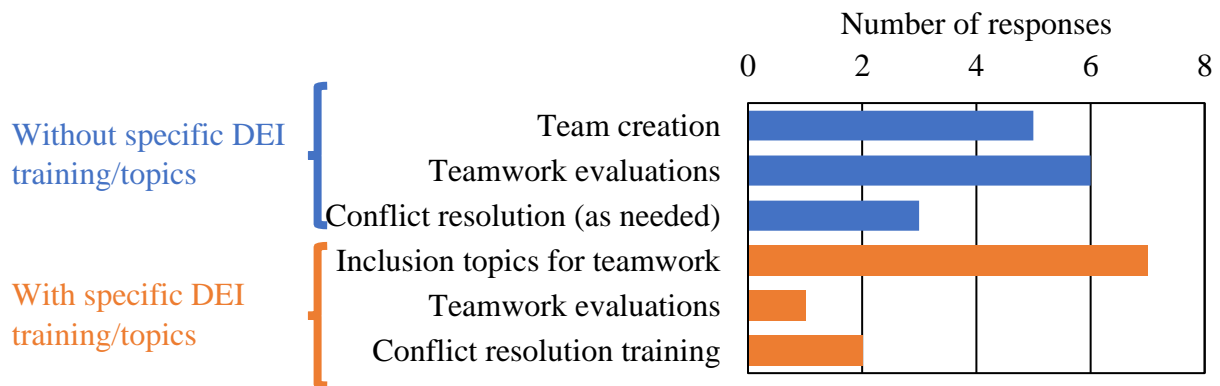 Number of responses
0 2 4 6 8
Without specific DEI
training/topics
Team creation
Teamwork evaluations
Conflict resolution (as needed)
With specific DEI
training/topics
Inclusion topics for teamwork
Teamwork evaluations
Conflict resolution training